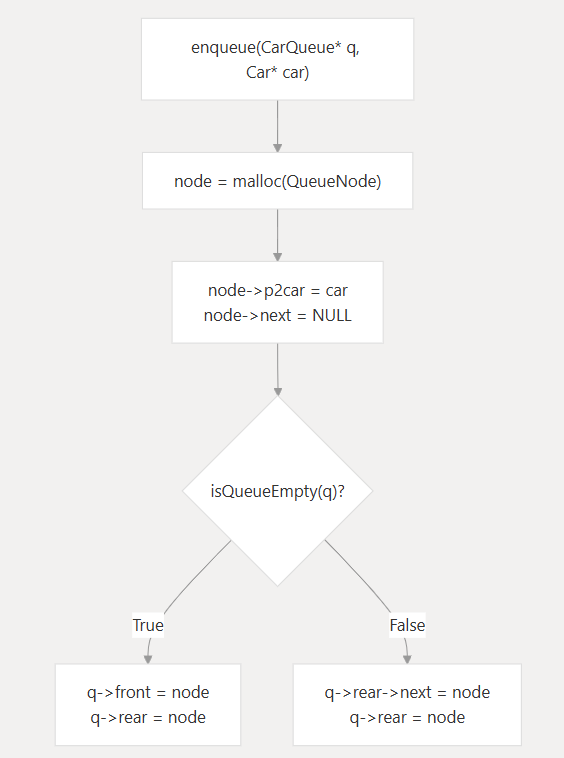 enqueue(CarQueue* q,
Car* car)
node = malloc(QueueNode)
node->p2car = car
node->next = NULL
isQueueEmpty(q)?
True
False
q->front = node
q->rear = node
q->rear->next = node
q->rear = node